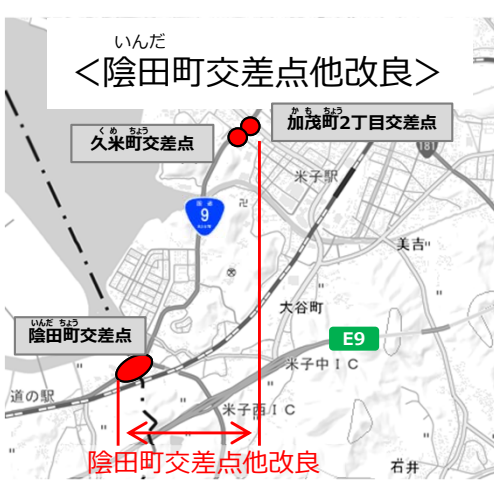 いんだ
<陰田町交差点他改良>
くめ ちょう
久米町交差点
かも ちょう
加茂町2丁目交差点
181
米子駅
国道
9
美吉
いんだ ちょう
陰田町交差点
大谷町
E9
米子中IC
道の駅
米子西IC
陰田町交差点他改良
石井